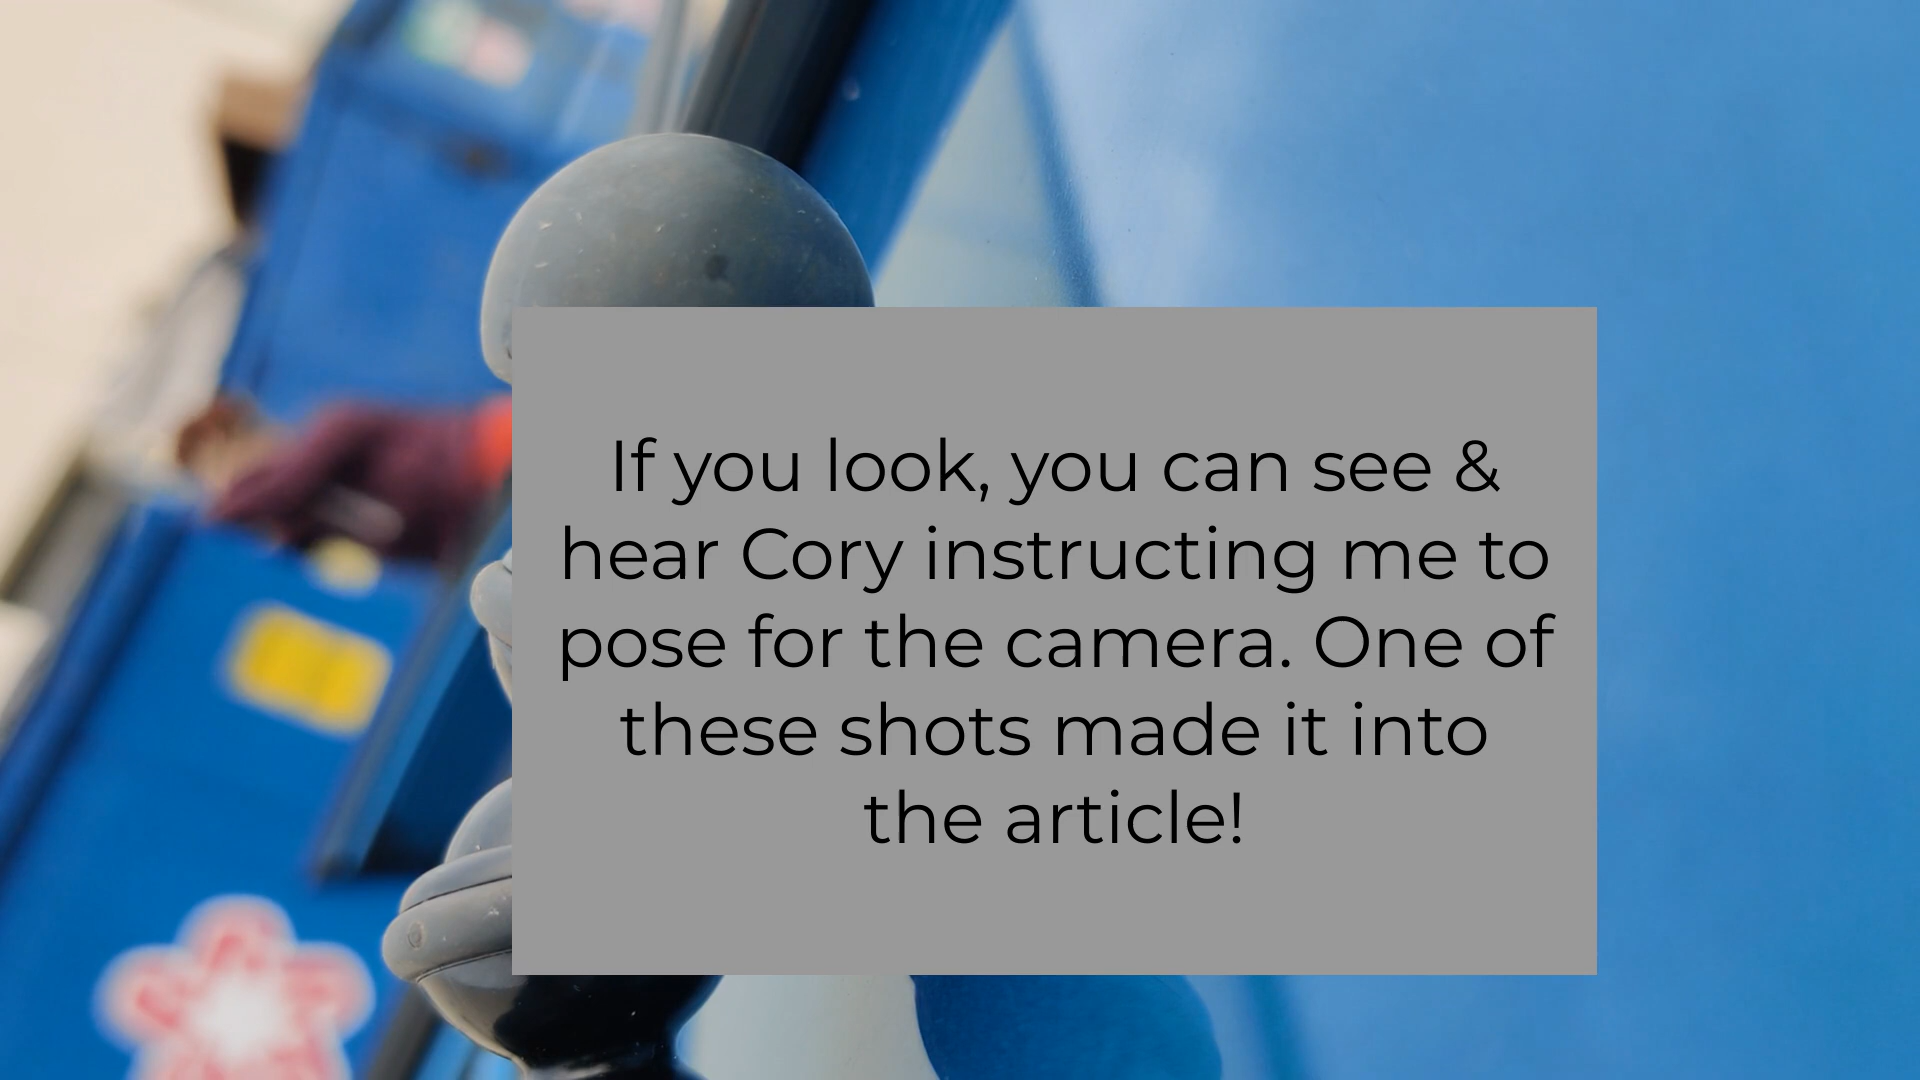 If you look, you can see &
hear Cory instructing me to
pose for the camera. One of
these shots made it into
the article!